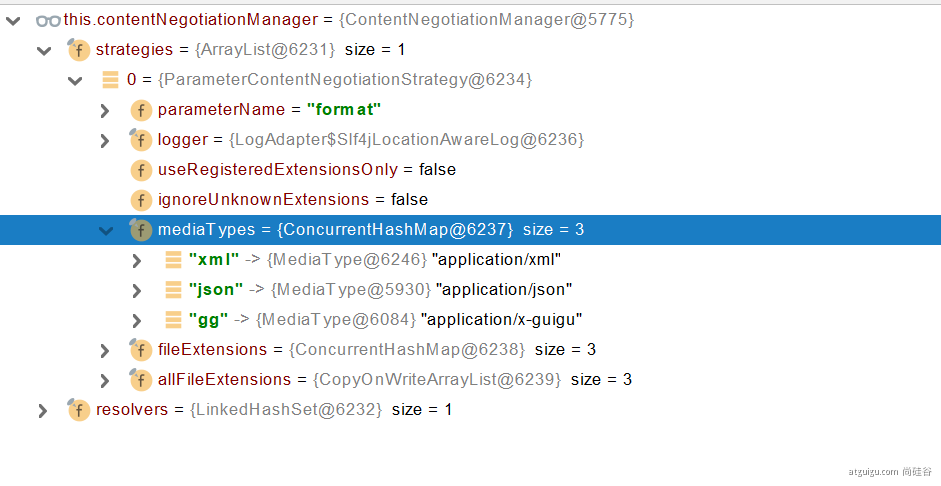 this.contentNegotiationManager = {ContentNegotiationManager@5775}
strategies = {ArrayList@6231} size = 1
0 = {ParameterContentNegotiationStrategy@6234}
parameterName = "format"
logger = {LogAdapter$Slf4jLocationAwareLog@6236}
useRegisteredExtensionsOnly = false
ignoreUnknownExtensions = false
mediaTypes = {ConcurrentHashMap@6237} size = 3
"xml" -> {MediaType@6246} "application/xml"
"json" -> {MediaType@5930} "application/json"
"gg" -> {MediaType@6084} "application/x-guigu"
fileExtensions = {ConcurrentHashMap@6238} size = 3
allFileExtensions = {CopyOnWriteArrayList@6239} size = 3
resolvers = {LinkedHashSet@6232} size = 1
atguigu.com 尚硅谷